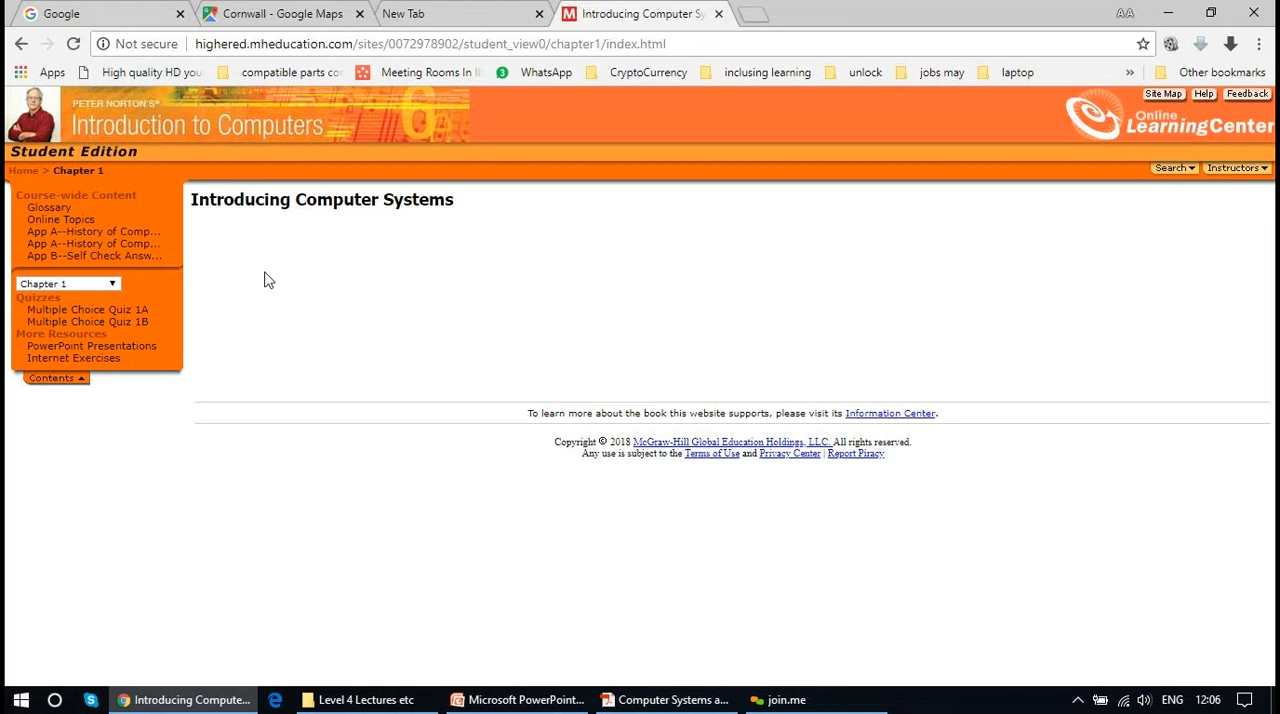 Google
Cornwall - Google Maps
New Tab
Introducing Computer Sy
AA
Not secure
highered.mheducation.com/sites/0072978902/student_view0/chapter1/index.html
Apps
High quality HD you
compatible parts co
Meeting Rooms In
WhatsApp
CryptoCurrency
inclusing learning
unlock
jobs may
laptop
»
Other bookmarks
PETER NORTON'S®
Introduction to Computers
Site Map
Help
Feedback
Online
LearningCenter
Student Edition
Home > Chapter 1
Search
Instructors
Course-wide Content
Glossary
Online Topics
App A--History of Comp...
App A--History of Comp...
App B--Self Check Answ...
Chapter 1
Quizzes
Multiple Choice Quiz 1A
Multiple Choice Quiz 1B
More Resources
PowerPoint Presentations
Internet Exercises
Contents
Introducing Computer Systems
To learn more about the book this website supports, please visit its Information Center.
Copyright © 2018 McGraw-Hill Global Education Holdings, LLC. All rights reserved.
Any use is subject to the Terms of Use and Privacy Center | Report Piracy
Introducing Compute...
Level 4 Lectures etc
Microsoft PowerPoint...
Computer Systems a...
join.me
ENG
12:06